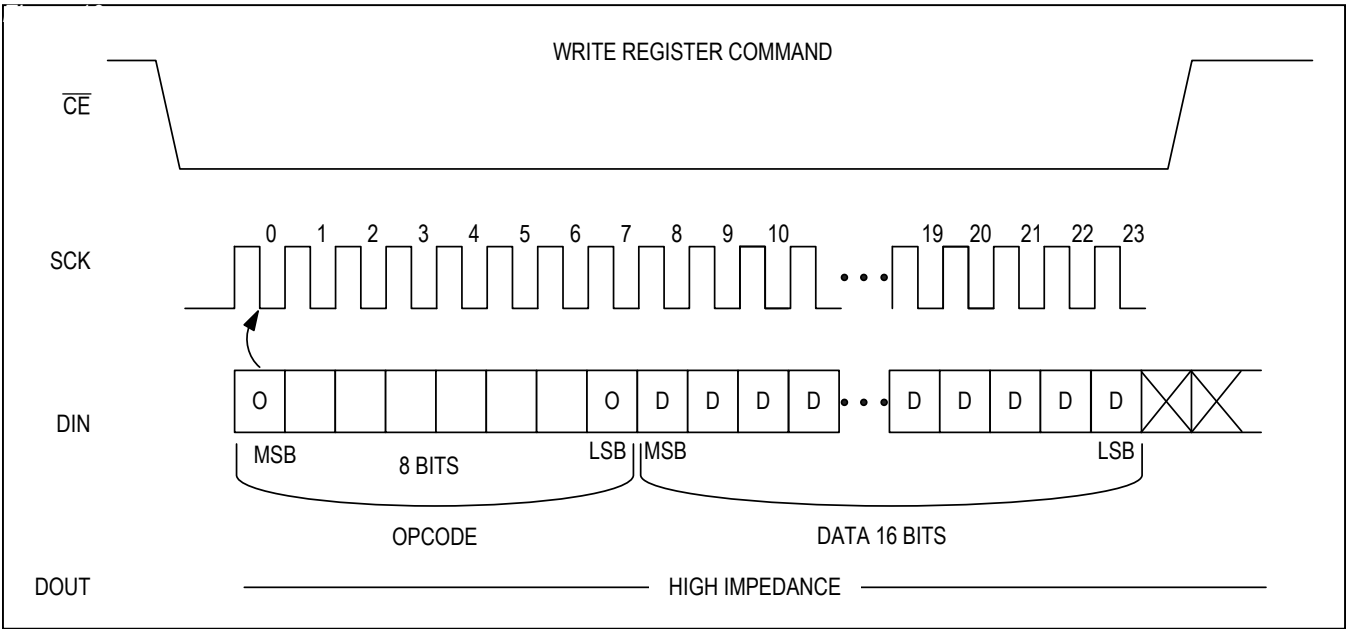 WRITE REGISTER COMMAND
CE
SCK
0 1 2 3 4 5 6 7 8 9 10 19 20 21 22 23
DIN
O O D D D D D D D D D
MSB 8 BITS LSB MSB LSB
OPCODE DATA 16 BITS
DOUT HIGH IMPEDANCE